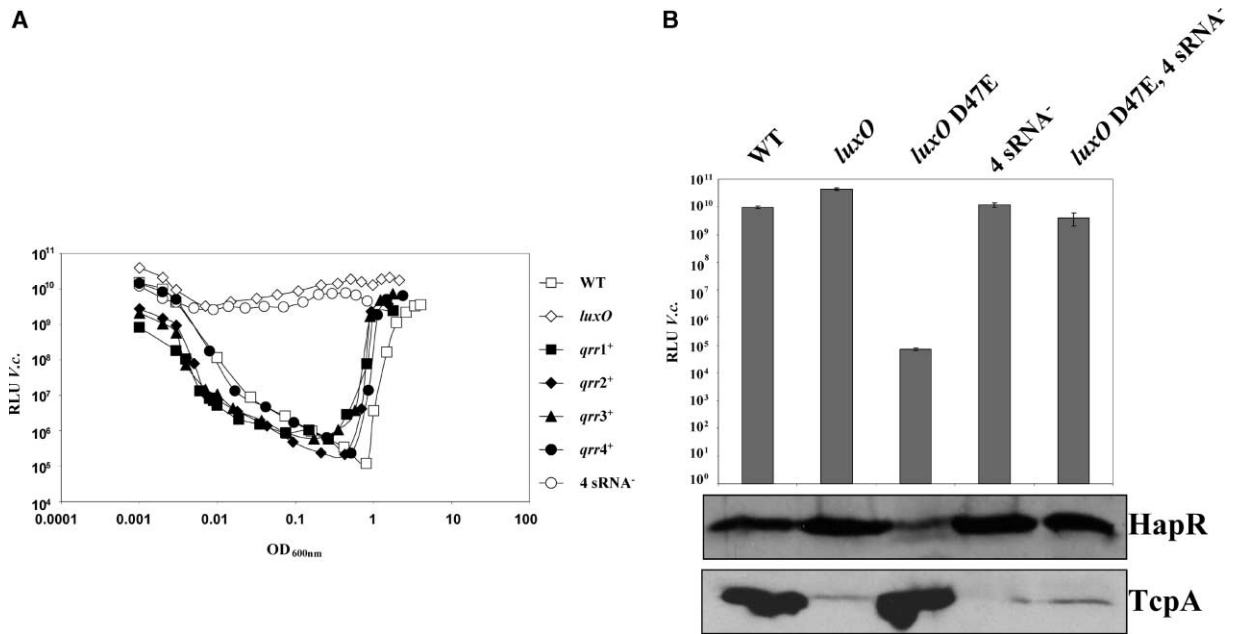 A
RLU V.c.
10¹¹
10¹⁰
10⁹
10⁸
10⁷
10⁶
10⁵
10⁴
0.0001
0.001
0.01
0.1
1
10
100
OD600nm
WT
luxO
qrr1⁺
qrr2⁺
qrr3⁺
qrr4⁺
4 sRNA⁻
B
WT
luxO
luxO D47E
4 sRNA⁻
luxO D47E, 4 sRNA⁻
RLU V.c.
10¹¹
10¹⁰
10⁹
10⁸
10⁷
10⁶
10⁵
10⁴
10³
10²
10¹
10⁰
HapR
TcpA